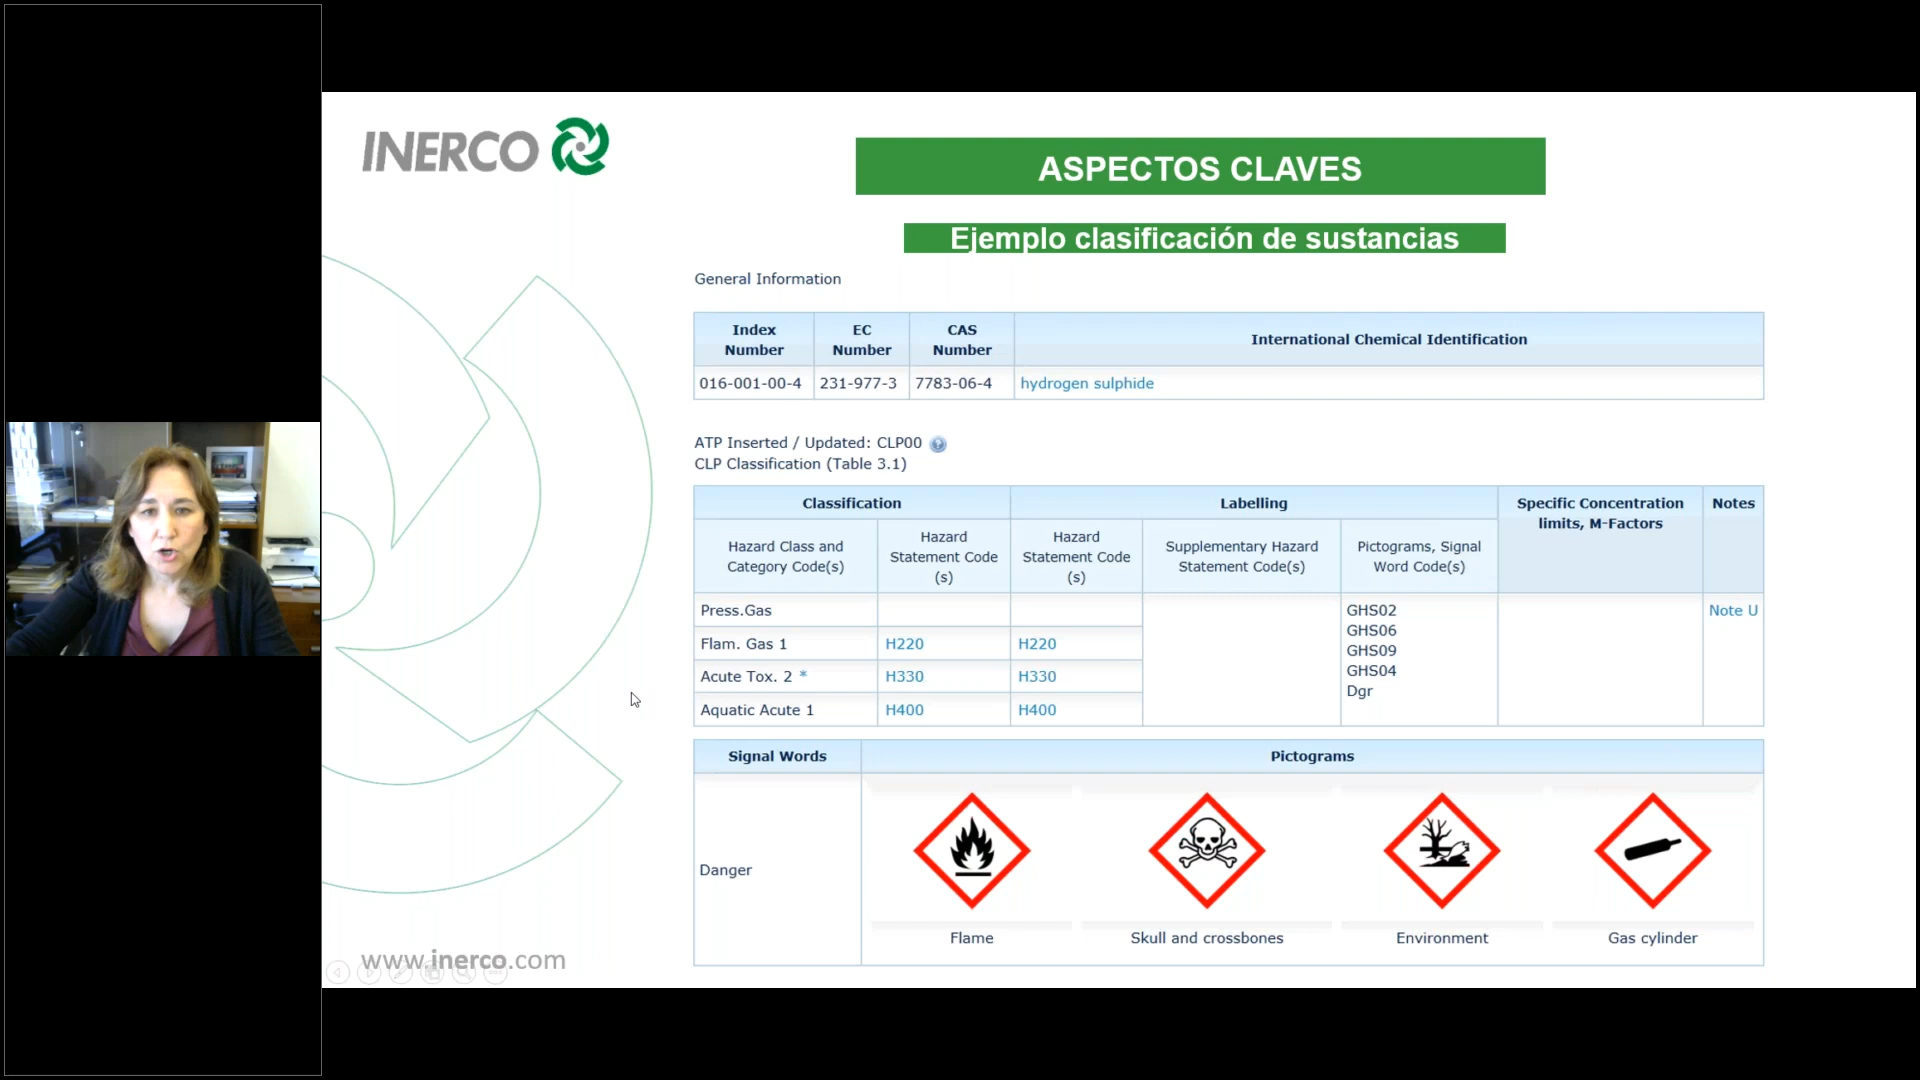 INERCO
ASPECTOS CLAVES
Ejemplo clasificación de sustancias
General Information
Index Number
EC Number
CAS Number
International Chemical Identification
016-001-00-4
231-977-3
7783-06-4
hydrogen sulphide
ATP Inserted / Updated: CLP00
CLP Classification (Table 3.1)
Classification
Labelling
Specific Concentration
limits, M-Factors
Notes
Hazard Class and
Category Code(s)
Hazard
Statement Code
(s)
Hazard
Statement Code
(s)
Supplementary Hazard
Statement Code(s)
Pictograms, Signal
Word Code(s)
Press.Gas
GHS02
GHS06
GHS09
GHS04
Dgr
Note U
Flam. Gas 1
H220
H220
Acute Tox. 2 *
H330
H330
Aquatic Acute 1
H400
H400
Signal Words
Pictograms
Danger
Flame
Skull and crossbones
Environment
Gas cylinder
www.inerco.com